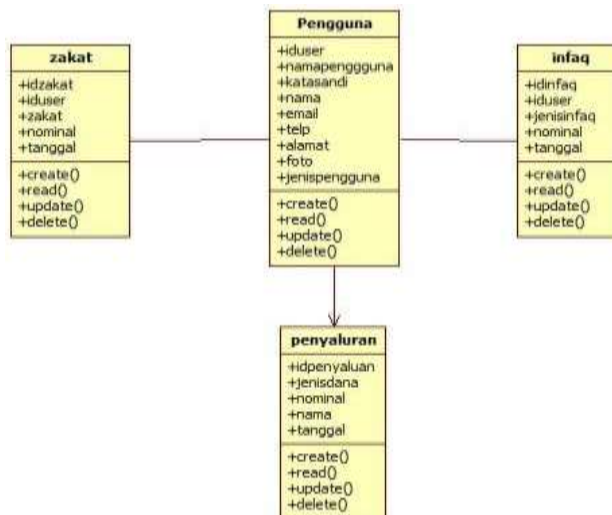 zakat
+idzakat
+iduser
+zakat
+nominal
+tanggal
+create()
+read()
+update()
+delete()
Pengguna
+iduser
+namapenggguna
+katasandi
+nama
+email
+telp
+alamat
+foto
+jenispengguna
+create()
+read()
+update()
+delete()
infaq
+idinfaq
+iduser
+jenisinfaq
+nominal
+tanggal
+create()
+read()
+update()
+delete()
penyaluran
+idpenyaluan
+jenisdana
+nominal
+nama
+tanggal
+create()
+read()
+update()
+delete()